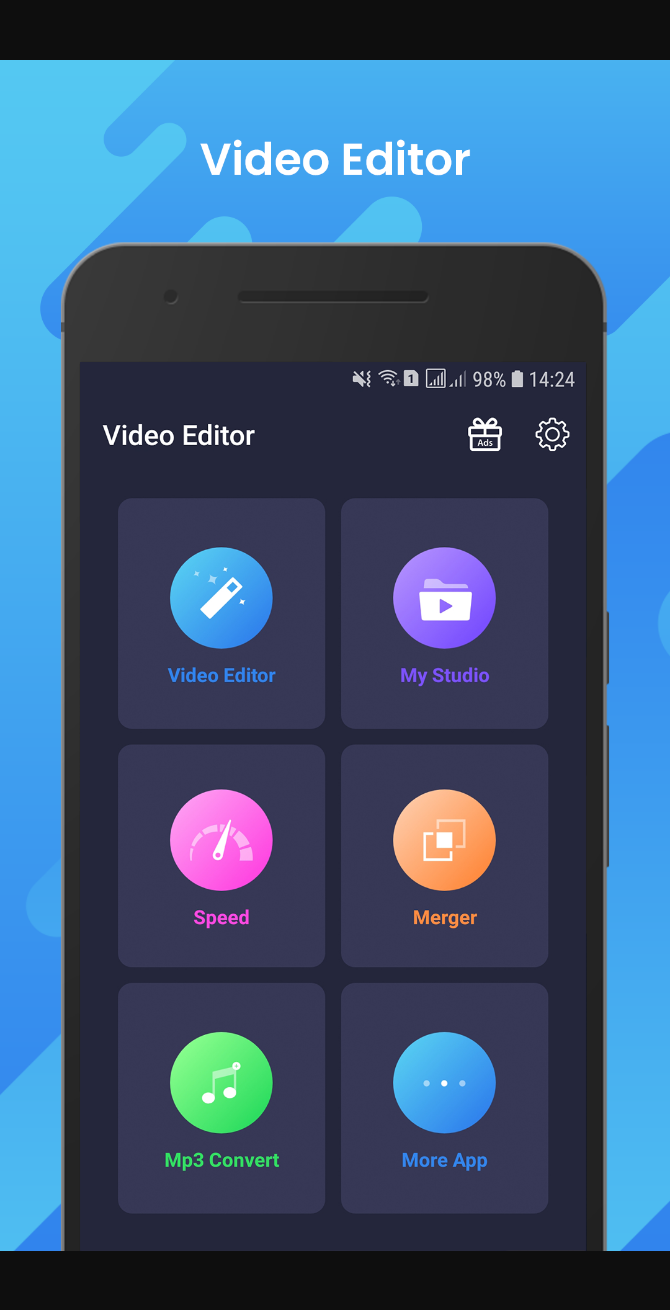 Video Editor
1 98% 14:24
Video Editor
Ads
Video Editor
My Studio
Speed
Merger
Mp3 Convert
More App